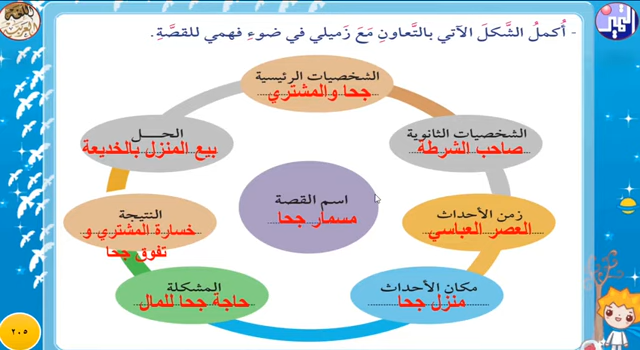 - أُكملُ الشَّكلَ الآتي بالتَّعاونِ مَعَ زَميلي في ضوءِ فهمي للقصَّةِ.
الشخصيات الرئيسية
جحا والمشتري
الشخصيات الثانوية
صاحب الشرطة
زمن الأحداث
العصر العباسي
مكان الأحداث
منزل جحا
المشكلة
حاجة جحا للمال
النتيجة
خسارة المشتري و
تفوق جحا
الحــــل
بيع المنزل بالخديعة
اسم القصة
مسمار جحا
٢٠٥